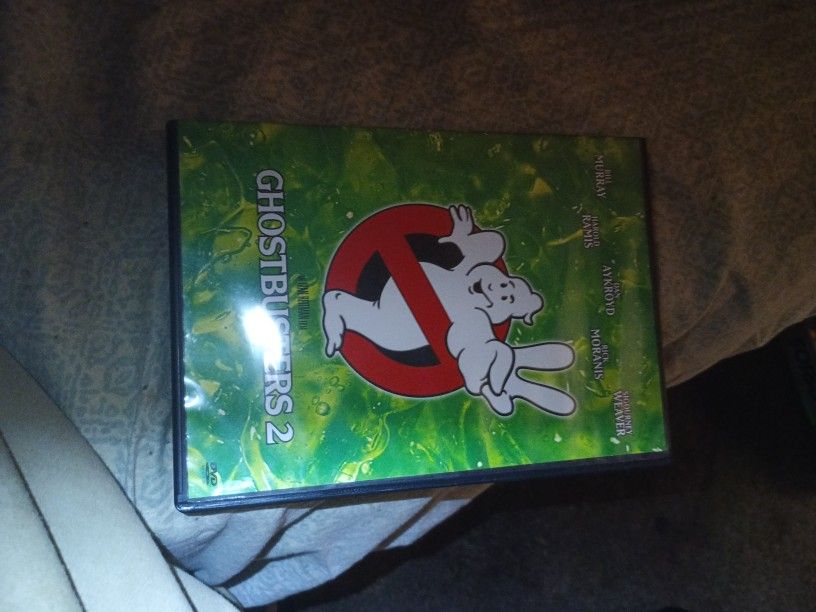 BILL MURRAY
HAROLD RAMIS
DAN AYKROYD
RICK MORANIS
SIGOURNEY WEAVER
GHOSTBUSTERS 2
DVD